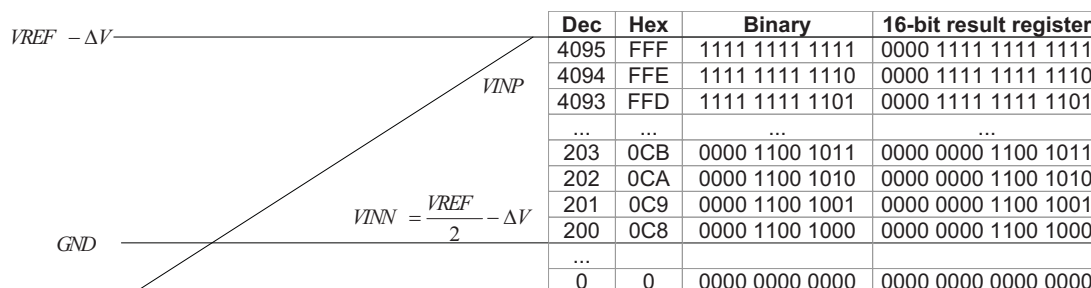 Dec Hex Binary 16-bit result register
VREF − ΔV
4095 FFF 1111 1111 1111 0000 1111 1111 1111
4094 FFE 1111 1111 1110 0000 1111 1111 1110
VINP
4093 FFD 1111 1111 1101 0000 1111 1111 1101
... ... ... ...
203 0CB 0000 1100 1011 0000 0000 1100 1011
202 0CA 0000 1100 1010 0000 0000 1100 1010
VINN = VREF/2 − ΔV
201 0C9 0000 1100 1001 0000 0000 1100 1001
200 0C8 0000 1100 1000 0000 0000 1100 1000
GND
...
0 0 0000 0000 0000 0000 0000 0000 0000